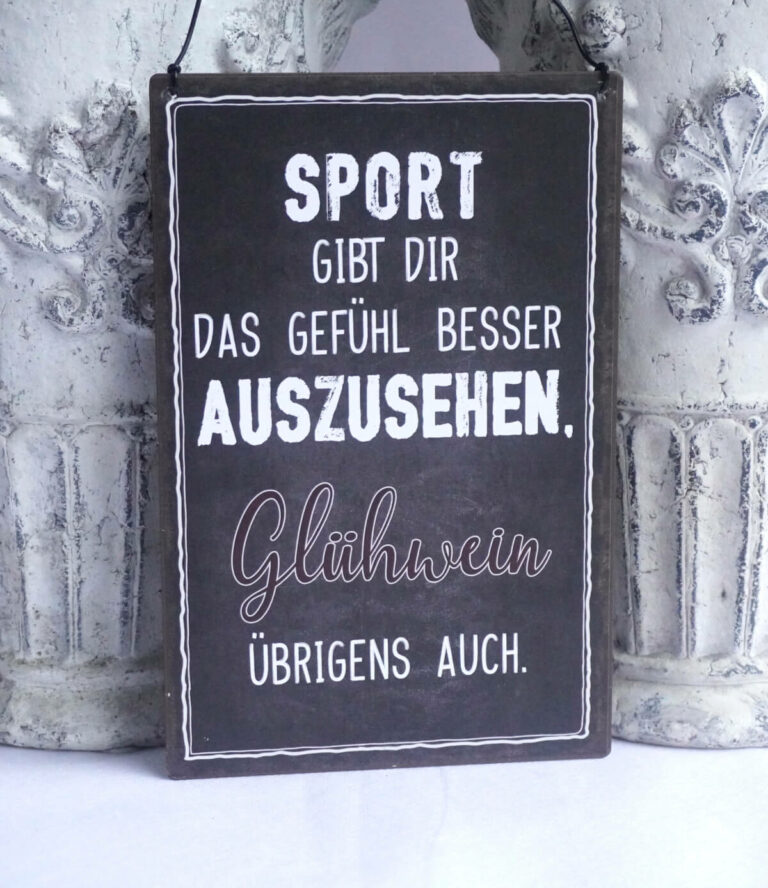 SPORT
GIBT DIR
DAS GEFÜHL BESSER
AUSZUSEHEN.
Glühwein
ÜBRIGENS AUCH.